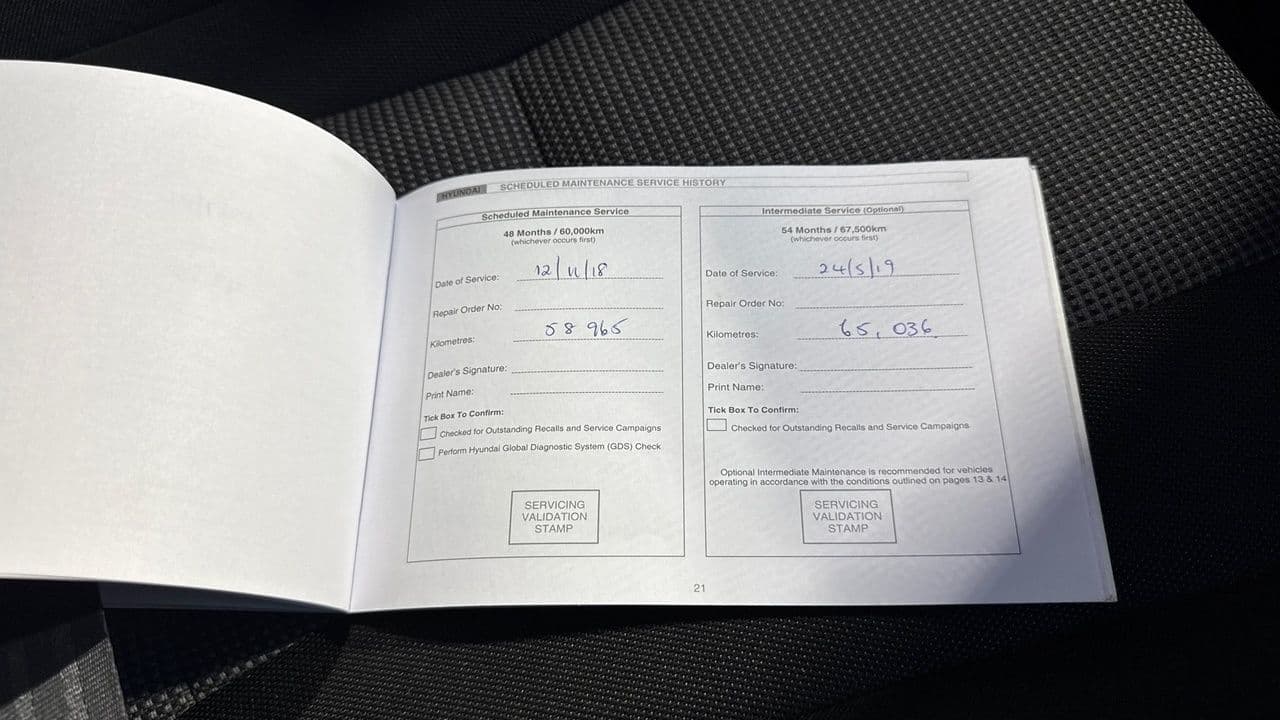 HYUNDAI SCHEDULED MAINTENANCE SERVICE HISTORY
Scheduled Maintenance Service
48 Months / 60,000km
(whichever occurs first)
Date of Service: 12/11/18
Repair Order No:
Kilometres: 58 965
Dealer's Signature:
Print Name:
Tick Box To Confirm:
Checked for Outstanding Recalls and Service Campaigns
Perform Hyundai Global Diagnostic System (GDS) Check
SERVICING
VALIDATION
STAMP
Intermediate Service (Optional)
54 Months / 67,500km
(whichever occurs first)
Date of Service: 24/5/19
Repair Order No:
Kilometres: 65,036
Dealer's Signature:
Print Name:
Tick Box To Confirm:
Checked for Outstanding Recalls and Service Campaigns
Optional Intermediate Maintenance is recommended for vehicles
operating in accordance with the conditions outlined on pages 13 & 14
SERVICING
VALIDATION
STAMP
21